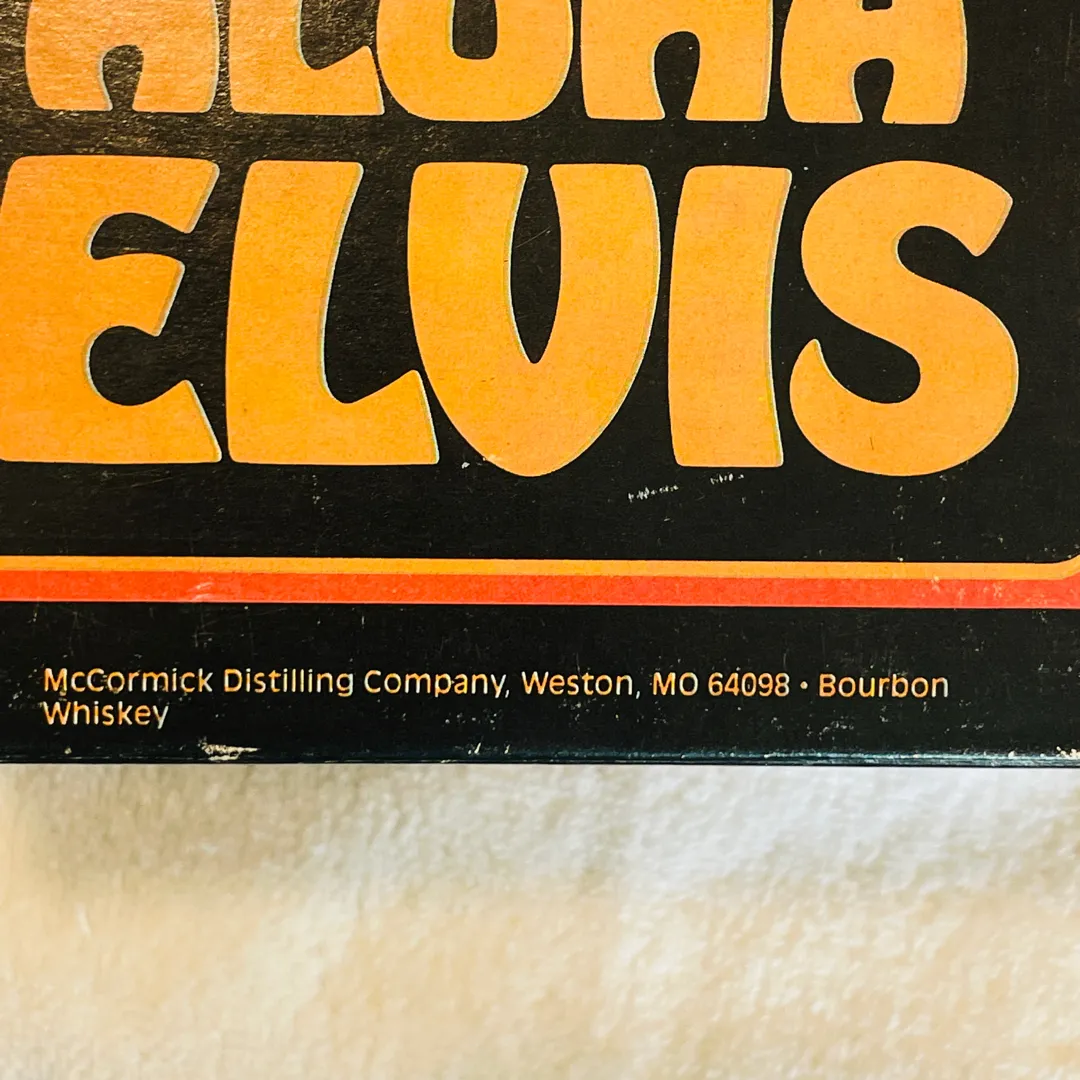 ALOHA
ELVIS
McCormick Distilling Company, Weston, MO 64098 • Bourbon
Whiskey